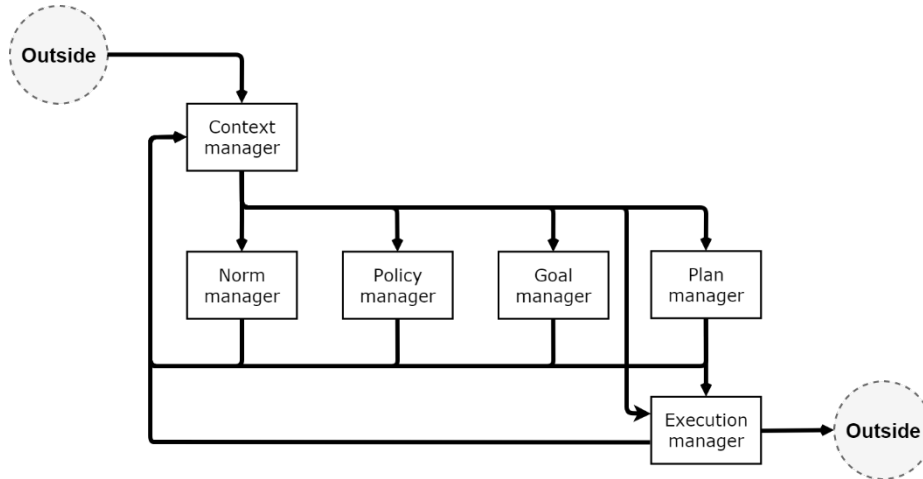 Outside
Context
manager
Norm
manager
Policy
manager
Goal
manager
Plan
manager
Execution
manager
Outside